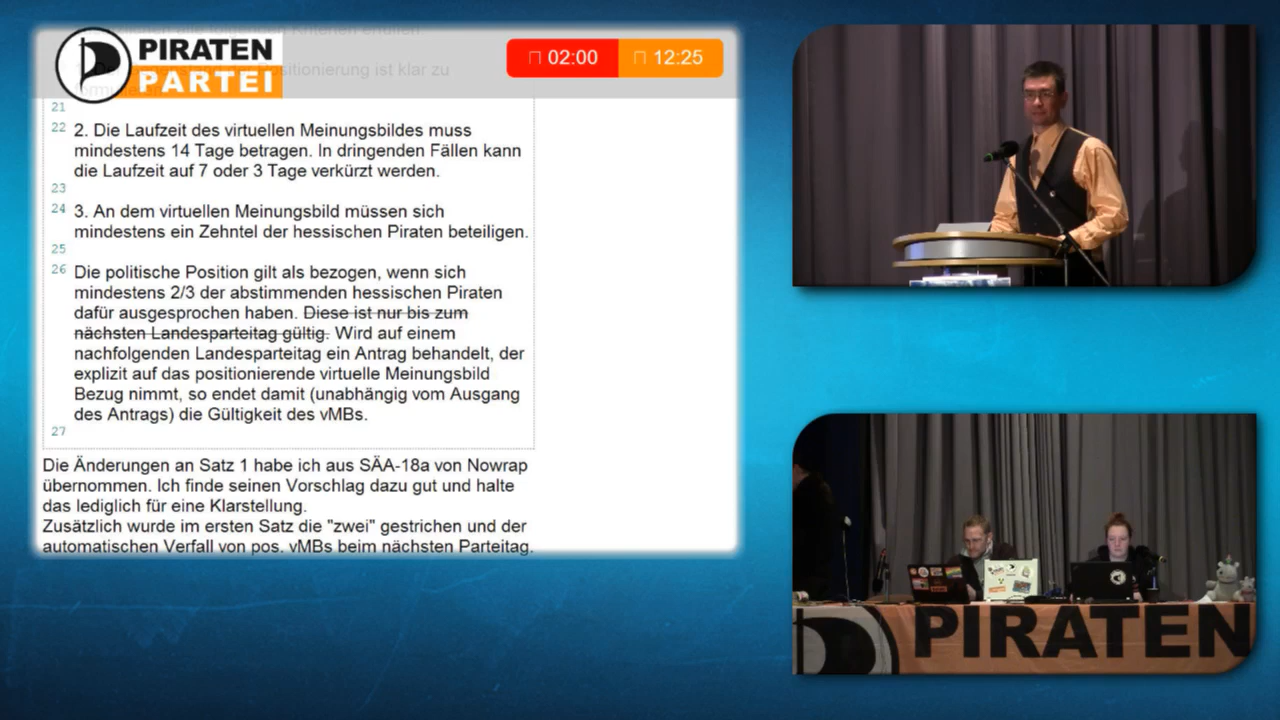 PIRATEN
PARTEI
Positionierung ist klar zu
02:00
12:25
21
22 2. Die Laufzeit des virtuellen Meinungsbildes muss
mindestens 14 Tage betragen. In dringenden Fällen kann
die Laufzeit auf 7 oder 3 Tage verkürzt werden.
23
24 3. An dem virtuellen Meinungsbild müssen sich
mindestens ein Zehntel der hessischen Piraten beteiligen.
25
26 Die politische Position gilt als bezogen, wenn sich
mindestens 2/3 der abstimmenden hessischen Piraten
dafür ausgesprochen haben. Diese ist nur bis zum
nächsten Landesparteitag gültig. Wird auf einem
nachfolgenden Landesparteitag ein Antrag behandelt, der
explizit auf das positionierende virtuelle Meinungsbild
Bezug nimmt, so endet damit (unabhängig vom Ausgang
des Antrags) die Gültigkeit des vMBs.
27
Die Änderungen an Satz 1 habe ich aus SÄA-18a von Nowrap
übernommen. Ich finde seinen Vorschlag dazu gut und halte
das lediglich für eine Klarstellung.
Zusätzlich wurde im ersten Satz die "zwei" gestrichen und der
automatischen Verfall von pos. vMBs beim nächsten Parteitag.
PIRATEN